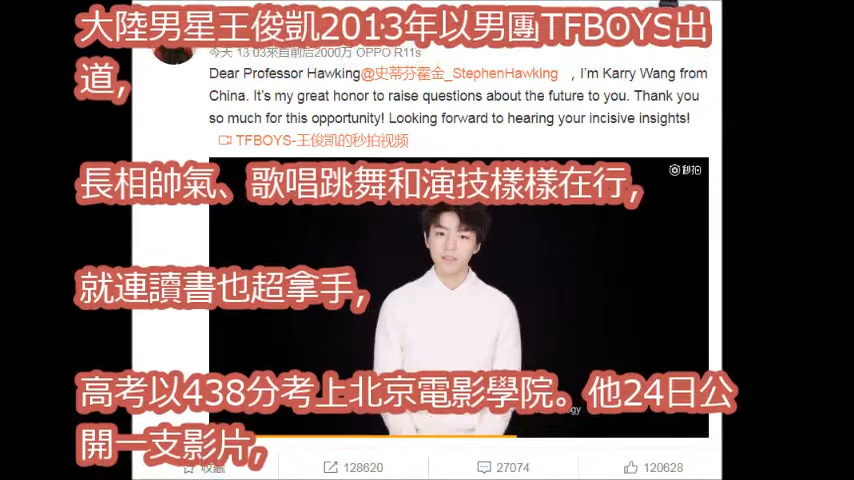 大陸男星王俊凱2013年以男團TFBOYS出
道,
今天 13:03來自前后2000万 OPPO R11s
Dear Professor Hawking@史蒂芬霍金_StephenHawking , I'm Karry Wang from
China. It's my great honor to raise questions about the future to you. Thank you
so much for this opportunity! Looking forward to hearing your incisive insights!
TFBOYS-王俊凯的秒拍视频
秒拍
長相帥氣、歌唱跳舞和演技樣樣在行,
就連讀書也超拿手,
高考以438分考上北京電影學院。他24日公
開一支影片,
收藏 128620 27074 120628